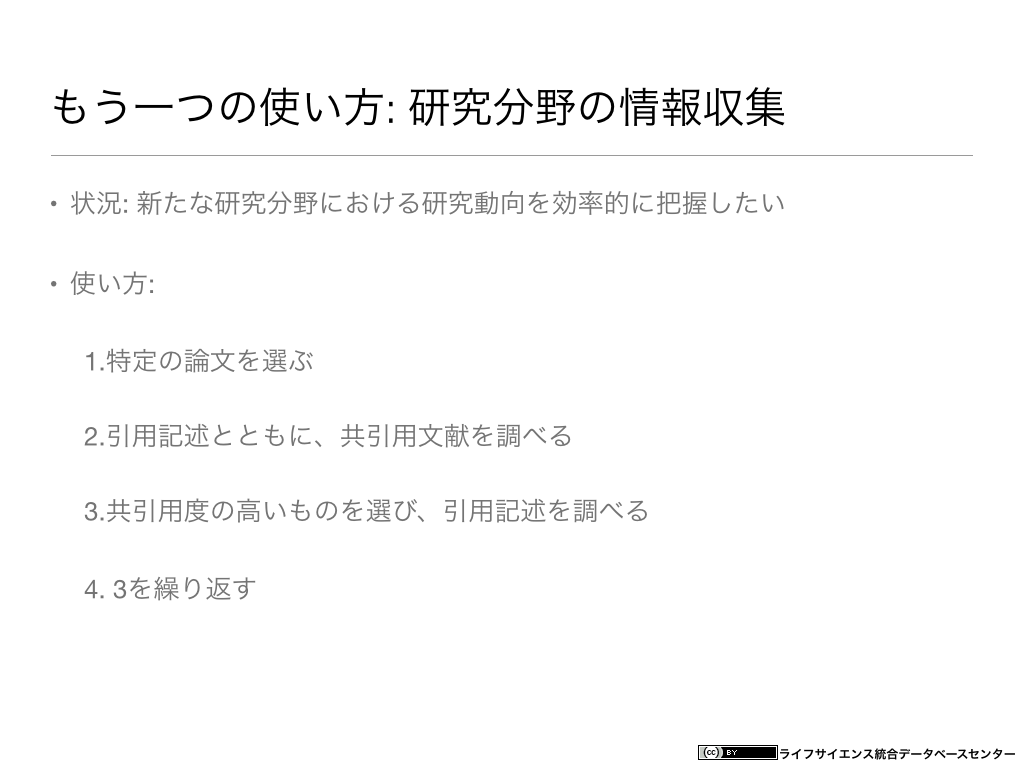 もう一つの使い方: 研究分野の情報収集
• 状況: 新たな研究分野における研究動向を効率的に把握したい
• 使い方:
1.特定の論文を選ぶ
2.引用記述とともに、共引用文献を調べる
3.共引用度の高いものを選び、引用記述を調べる
4. 3を繰り返す
cc BY ライフサイエンス統合データベースセンター